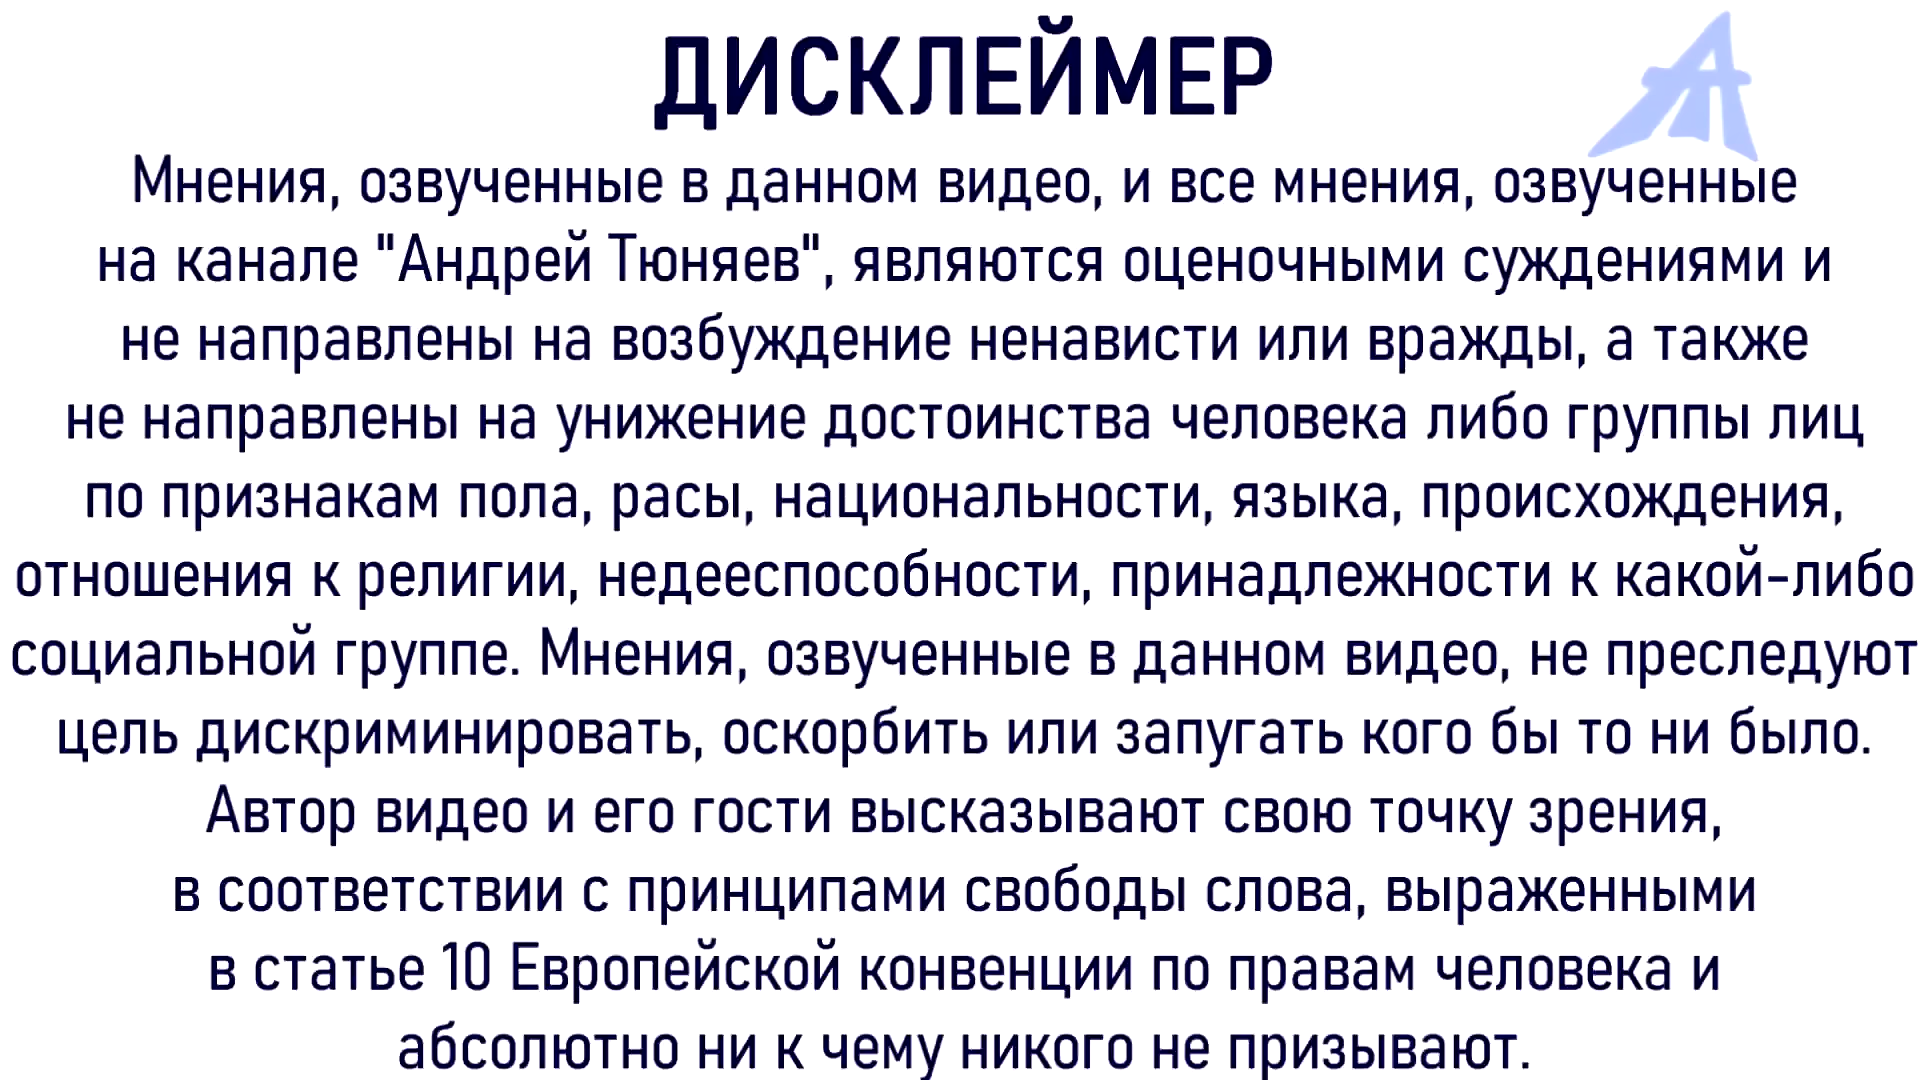 ДИСКЛЕЙМЕР
Мнения, озвученные в данном видео, и все мнения, озвученные
на канале "Андрей Тюняев", являются оценочными суждениями и
не направлены на возбуждение ненависти или вражды, а также
не направлены на унижение достоинства человека либо группы лиц
по признакам пола, расы, национальности, языка, происхождения,
отношения к религии, недееспособности, принадлежности к какой-либо
социальной группе. Мнения, озвученные в данном видео, не преследуют
цель дискриминировать, оскорбить или запугать кого бы то ни было.
Автор видео и его гости высказывают свою точку зрения,
в соответствии с принципами свободы слова, выраженными
в статье 10 Европейской конвенции по правам человека и
абсолютно ни к чему никого не призывают.